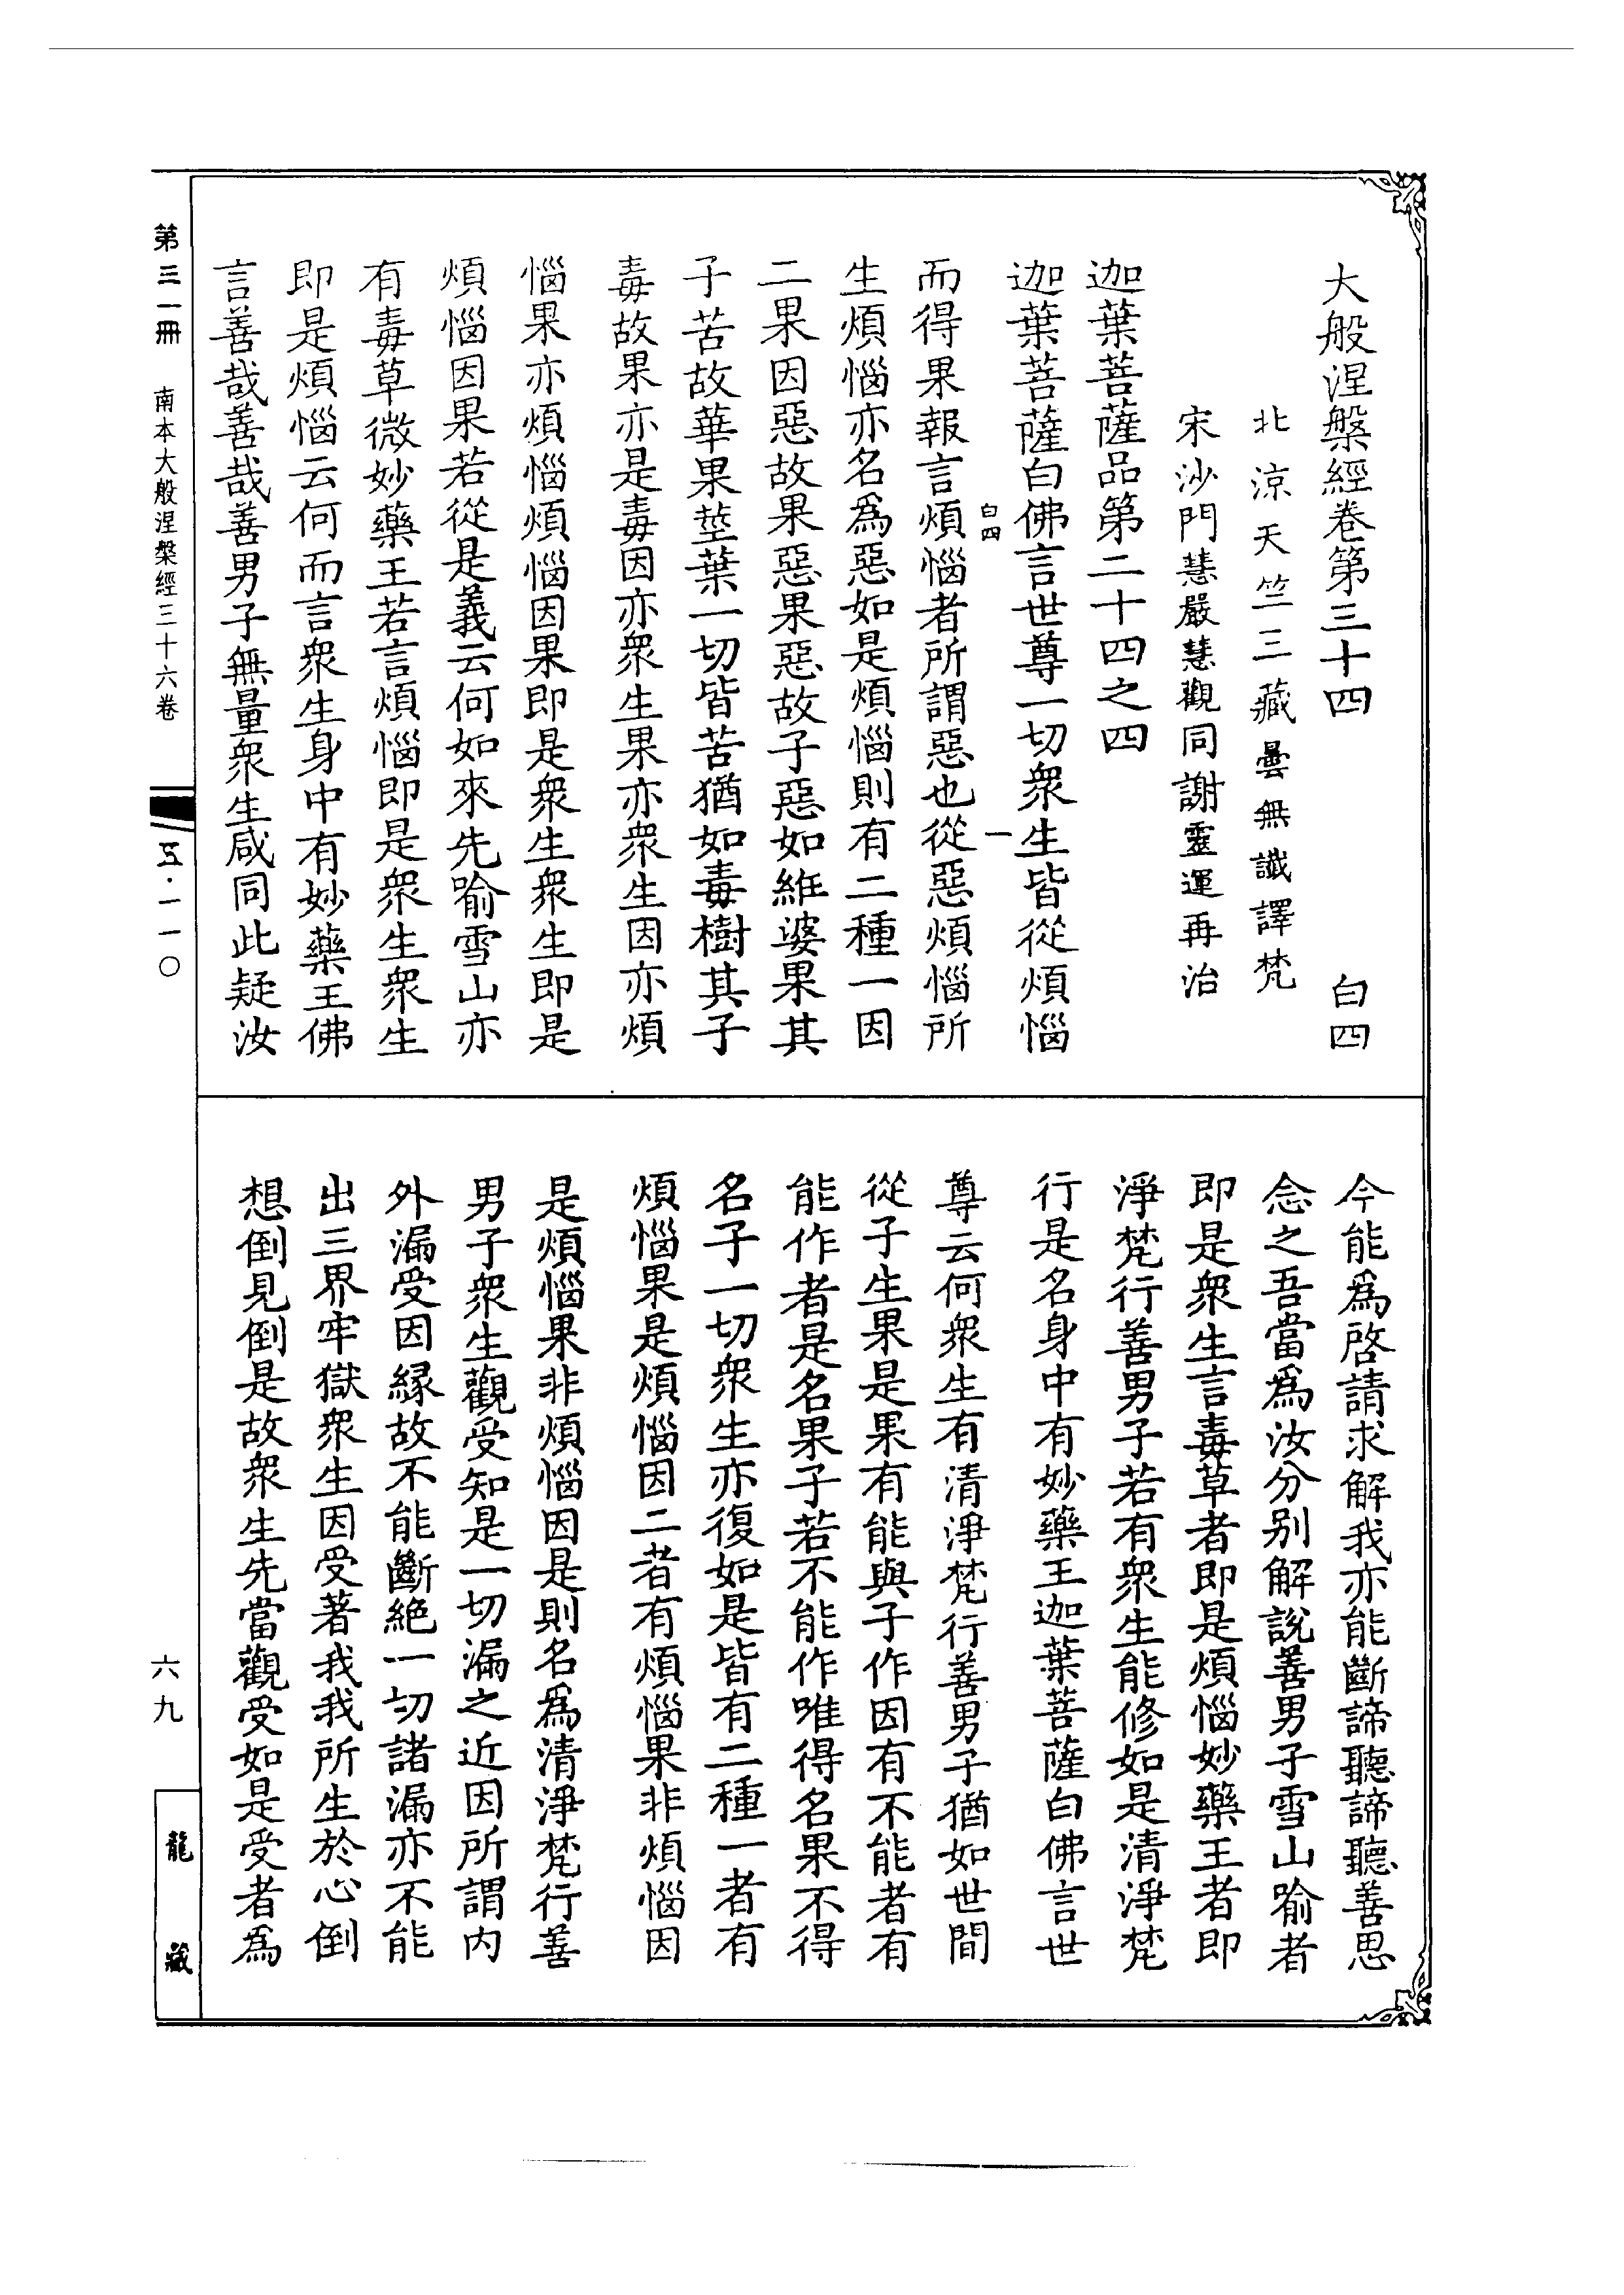 大般涅槃經卷第三十四　白四
北涼天竺三藏曇無讖譯梵
宋沙門慧嚴慧觀同謝靈運再治
迦葉菩薩品第二十四之四
迦葉菩薩白佛言世尊一切衆生皆從煩惱
白四　一
而得果報言煩惱者所謂惡也從惡煩惱所
生煩惱亦名爲惡如是煩惱則有二種一因
二果因惡故果惡果惡故子惡如維婆果其
子苦故華果莖葉一切皆苦猶如毒樹其子
毒故果亦是毒因亦衆生果亦衆生因亦煩
惱果亦煩惱煩惱因果即是衆生衆生即是
煩惱因果若從是義云何如來先喻雪山亦
有毒草微妙藥王若言煩惱即是衆生衆生
即是煩惱云何而言衆生身中有妙藥王佛
言善哉善哉善男子無量衆生咸同此疑汝
今能爲啓請求解我亦能斷諦聽諦聽善思
念之吾當爲汝分別解說善男子雪山喻者
即是衆生言毒草者即是煩惱妙藥王者即
淨梵行善男子若有衆生能修如是清淨梵
行是名身中有妙藥王迦葉菩薩白佛言世
尊云何衆生有清淨梵行善男子猶如世間
從子生果是果有能與子作因有不能者有
能作者是名果子若不能作唯得名果不得
名子一切衆生亦復如是皆有二種一者有
煩惱果是煩惱因二者有煩惱果非煩惱因
是煩惱果非煩惱因是則名爲清淨梵行善
男子衆生觀受知是一切漏之近因所謂內
外漏受因緣故不能斷絕一切諸漏亦不能
出三界牢獄衆生因受著我我所生於心倒
想倒見倒是故衆生先當觀受如是受者爲
第三一冊　南本大般涅槃經三十六卷
五·一一〇
六九
龍藏